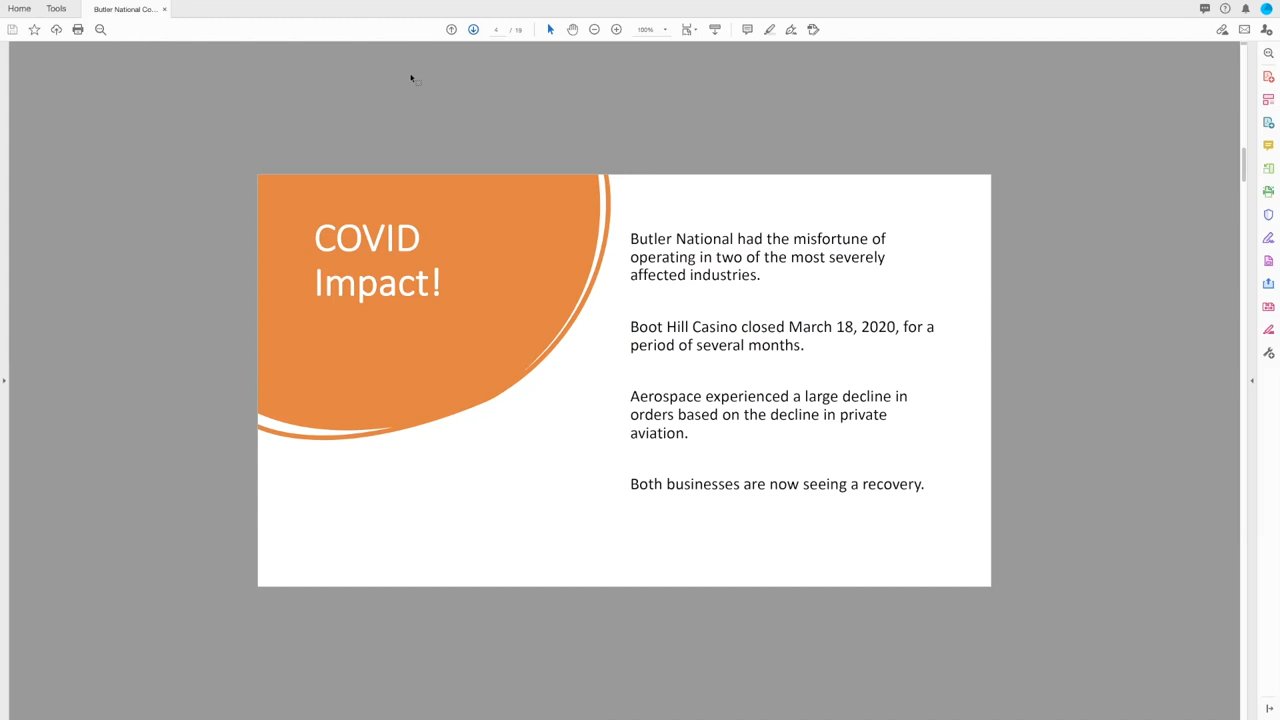 Home Tools Butler National Co... ×
4 / 19 100%
COVID
Impact!
Butler National had the misfortune of
operating in two of the most severely
affected industries.
Boot Hill Casino closed March 18, 2020, for a
period of several months.
Aerospace experienced a large decline in
orders based on the decline in private
aviation.
Both businesses are now seeing a recovery.